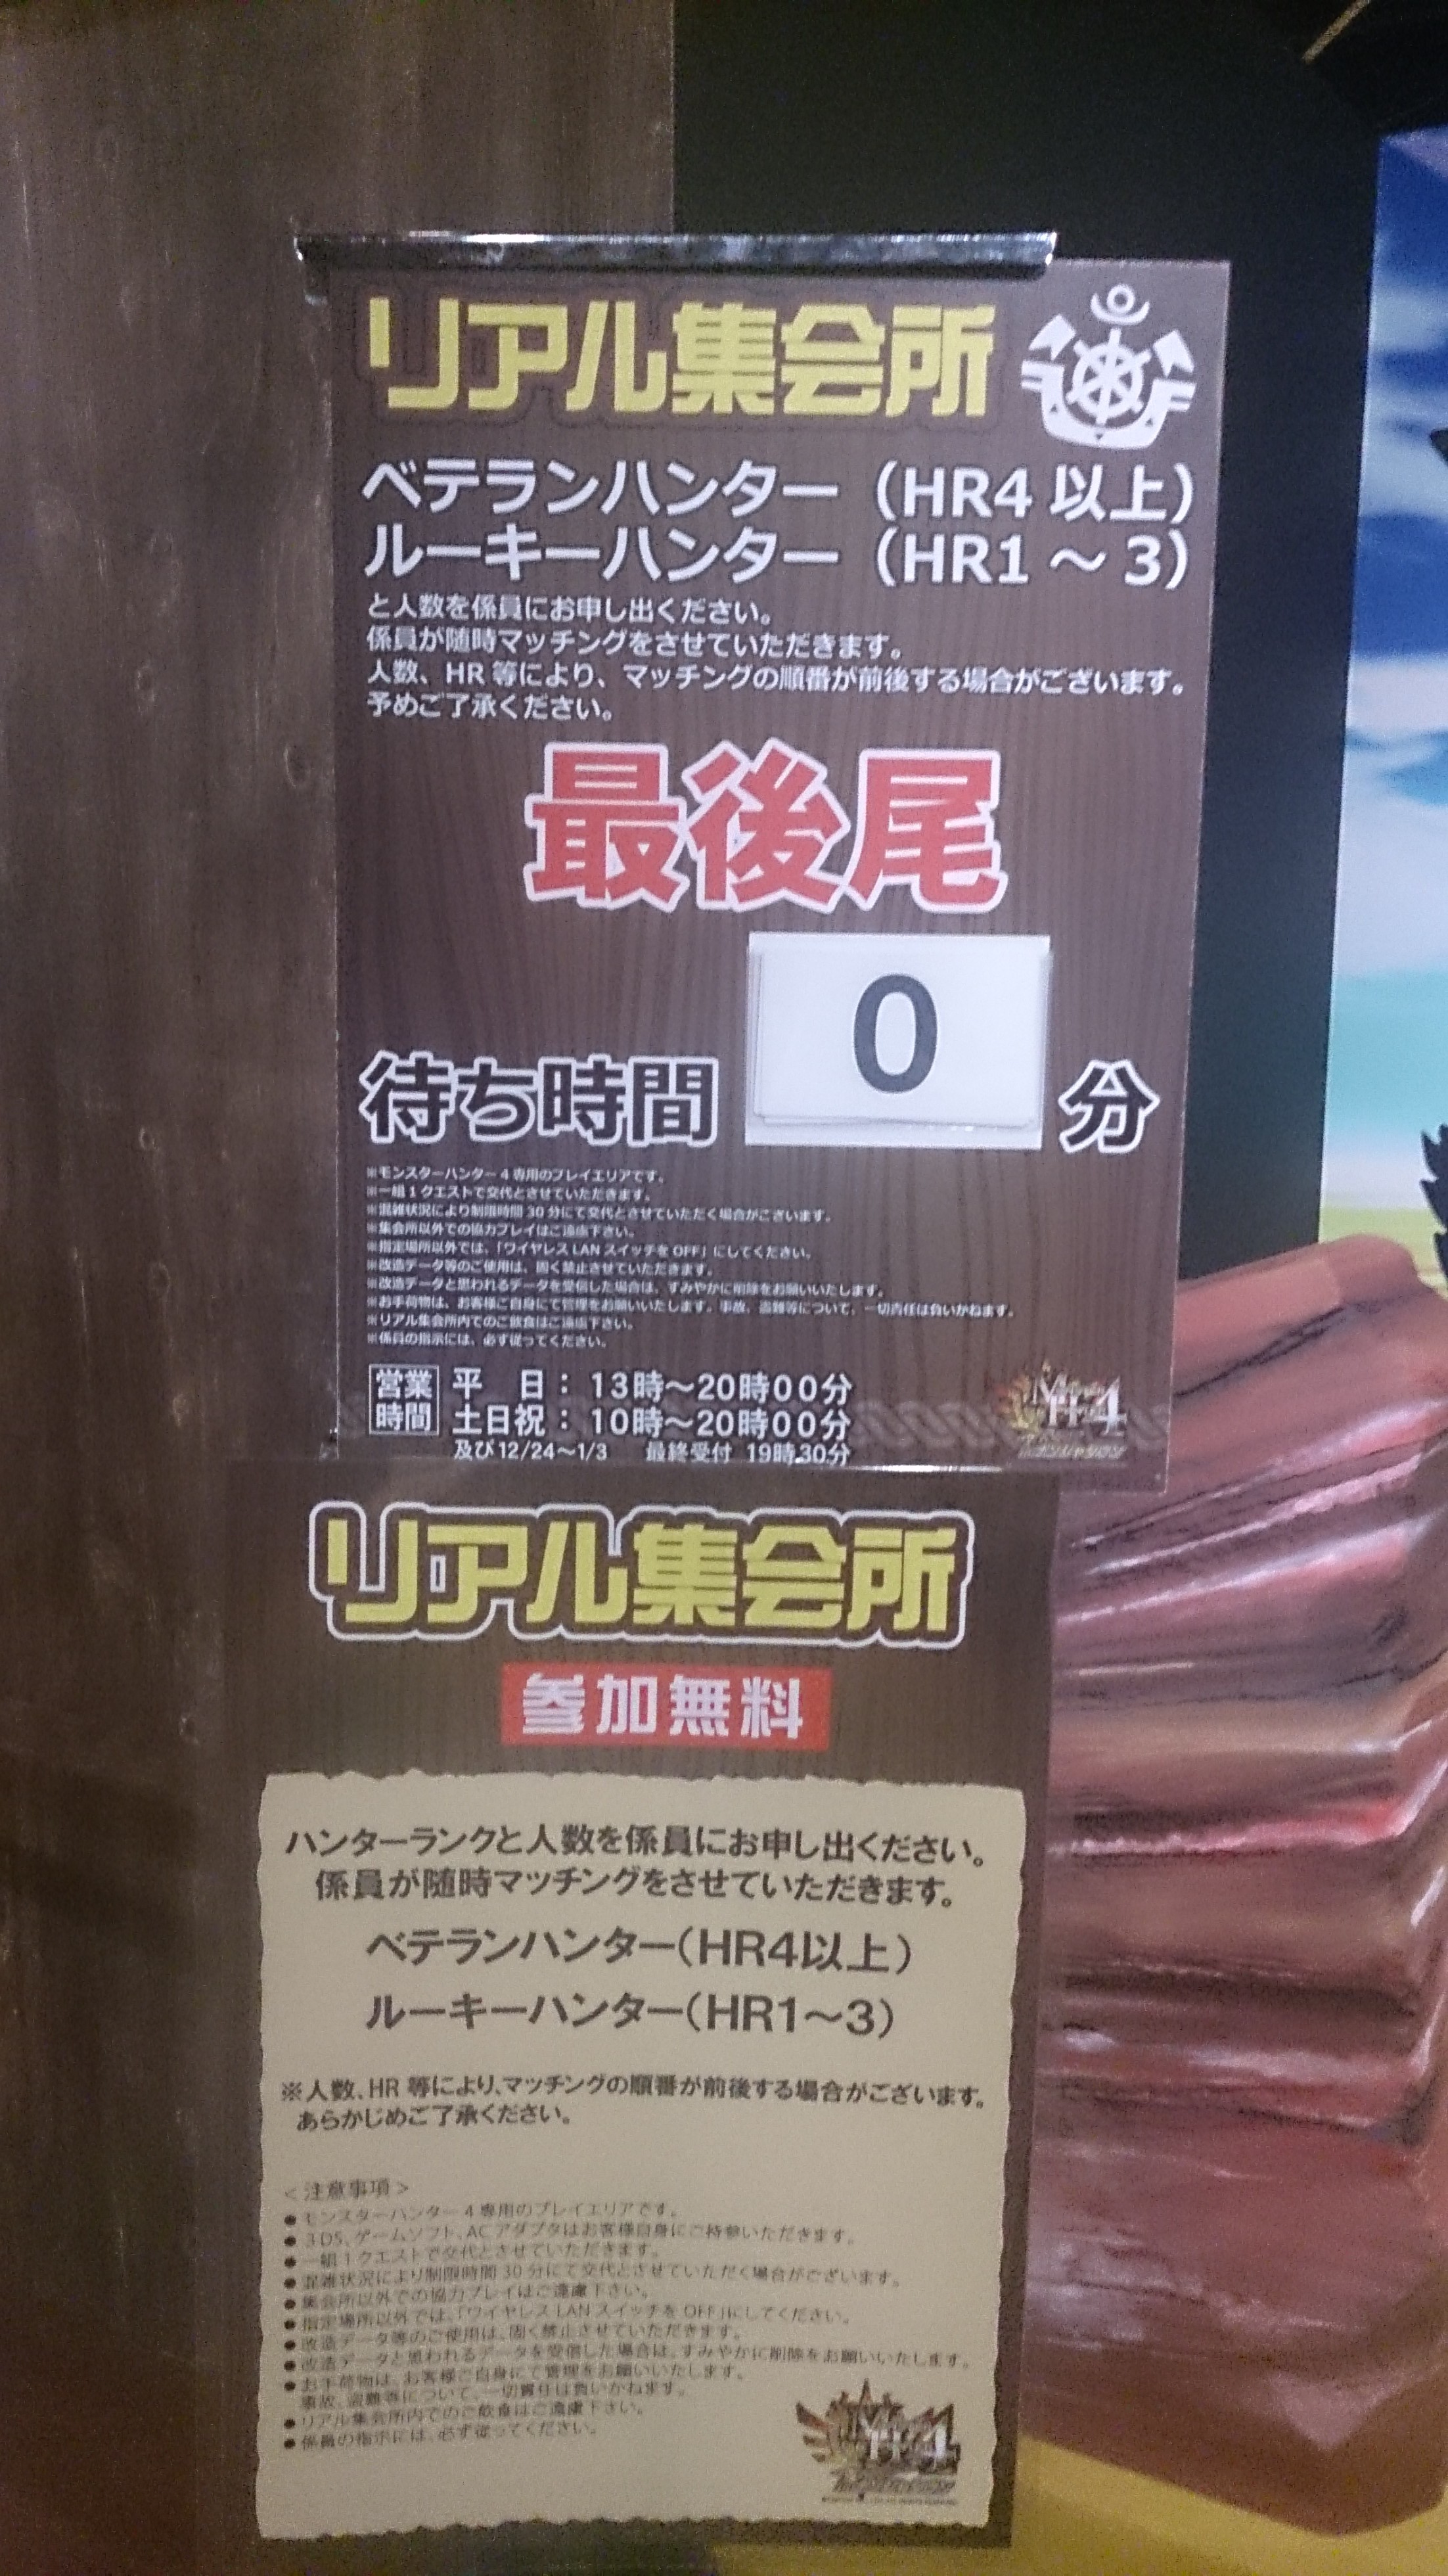 リアル集会所
ベテランハンター（HR4 以上）
ルーキーハンター（HR1 ～ 3）
と人数を係員にお申し出ください。
係員が随時マッチングをさせていただきます。
人数、HR 等により、マッチングの順番が前後する場合がございます。
予めご了承ください。
最後尾
待ち時間 0 分
※モンスターハンター 4 専用のプレイエリアです。
※一組 1 クエストで交代とさせていただきます。
※混雑状況により制限時間 30 分にて交代とさせていただく場合がございます。
※集会所以外での協力プレイはご遠慮下さい。
※指定場所以外では、「ワイヤレス LAN スイッチを OFF」にしてください。
※改造データ等のご使用は、固く禁止させていただきます。
※改造データと思われるデータを受信した場合は、すみやかに削除をお願いいたします。
※お手荷物は、お客様ご自身にて管理をお願いいたします。事故、盗難等について、一切責任は負いかねます。
※リアル集会所内でのご飲食はご遠慮下さい。
※係員の指示には、必ず従ってください。
営業時間 平　日：13時～20時００分
土日祝：10時～20時００分
及び12/24～1/3　最終受付 19時30分
MH4
リアル集会所
参加無料
ハンターランクと人数を係員にお申し出ください。
係員が随時マッチングをさせていただきます。
ベテランハンター（HR4以上）
ルーキーハンター（HR1～3）
※人数、HR 等により、マッチングの順番が前後する場合がございます。
あらかじめご了承ください。
＜注意事項＞
● モンスターハンター 4 専用のプレイエリアです。
● 3DS、ゲームソフト、AC アダプタはお客様自身にご持参いただきます。
● 一組 1 クエストで交代とさせていただきます。
● 混雑状況により制限時間 30 分にて交代とさせていただく場合がございます。
● 集会所以外での協力プレイはご遠慮下さい。
● 指定場所以外では、「ワイヤレス LAN スイッチを OFF」にしてください。
● 改造データ等のご使用は、固く禁止させていただきます。
● 改造データと思われるデータを受信した場合は、すみやかに削除をお願いいたします。
● お手荷物は、お客様ご自身にて管理をお願いいたします。
事故、盗難等について、一切責任は負いかねます。
● リアル集会所内でのご飲食はご遠慮下さい。
● 係員の指示には、必ず従ってください。
MH4